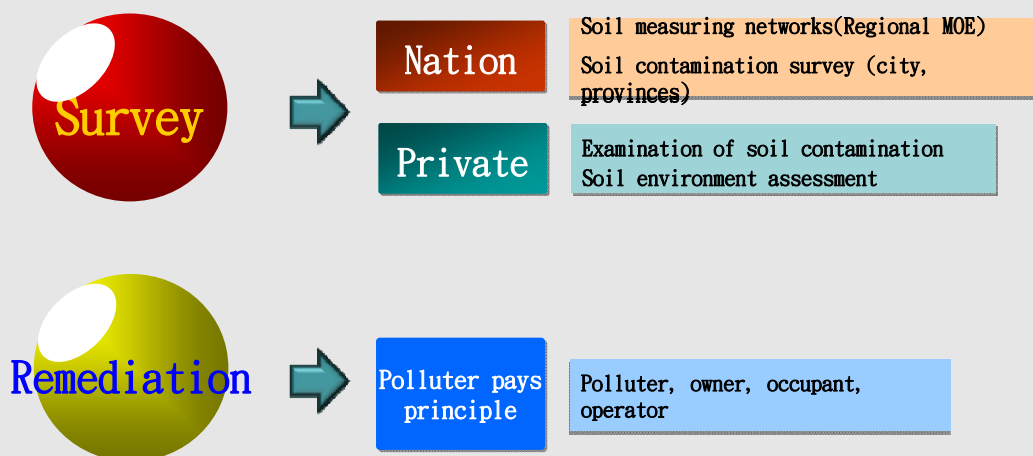 Survey
Nation
Soil measuring networks(Regional MOE)
Soil contamination survey (city,
provinces)
Private
Examination of soil contamination
Soil environment assessment
Remediation
Polluter pays
principle
Polluter, owner, occupant,
operator